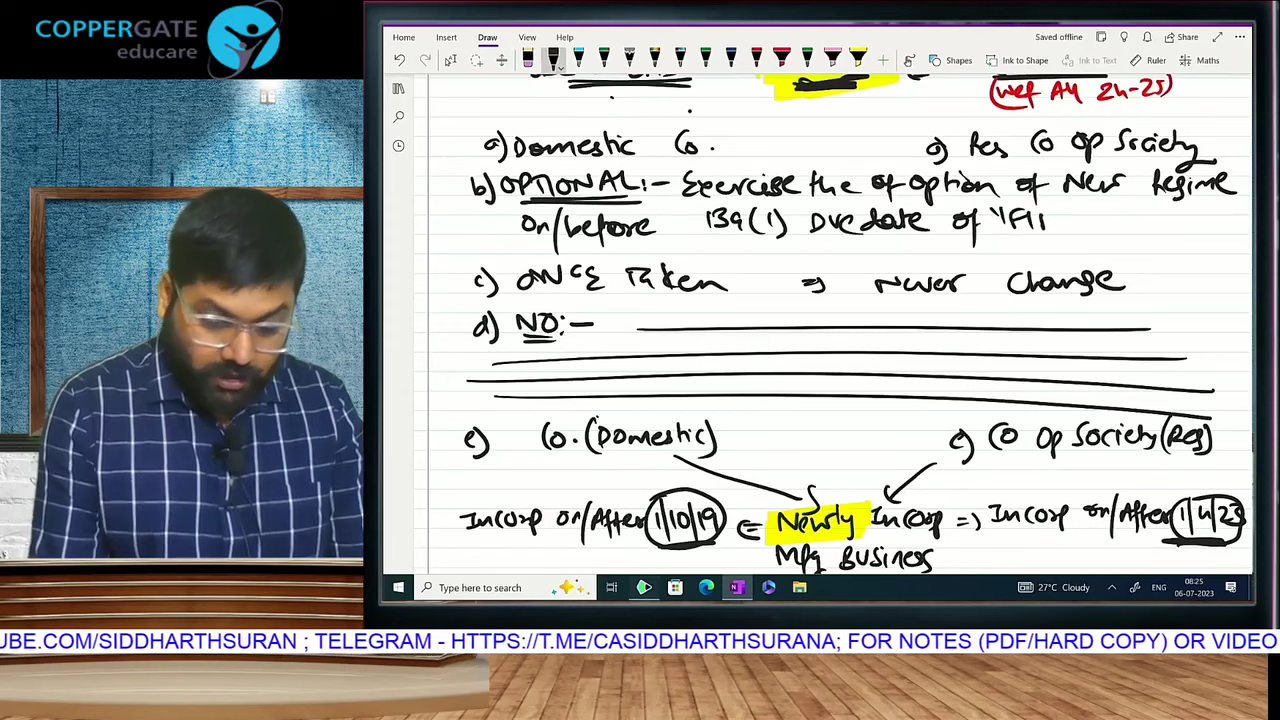 COPPERGATE
educare
Home Insert Draw View Help
Saved offline
Share
Shapes
Ink to Shape
Ink to Text
Ruler
Maths
(wef AY 24-25)
a) Domestic Co.
a) Res Co Op Society
b) OPTIONAL:- Exercise the of option of New Regime
on/before 139(1) Due date of
c) ONCE Taken => Never Change
d) NO:-
e) Co. (Domestic)
e) Co Op Society (Res)
Incorp on/After 1/10/19 <= Newly Incorp => Incorp on/After 1/4/23
Mfg Business
Type here to search
27°C Cloudy
ENG
08:25
06-07-2023
UBE.COM/SIDDHARTHSURAN ; TELEGRAM - HTTPS://T.ME/CASIDDHARTHSURANA; FOR NOTES (PDF/HARD COPY) OR VIDEO